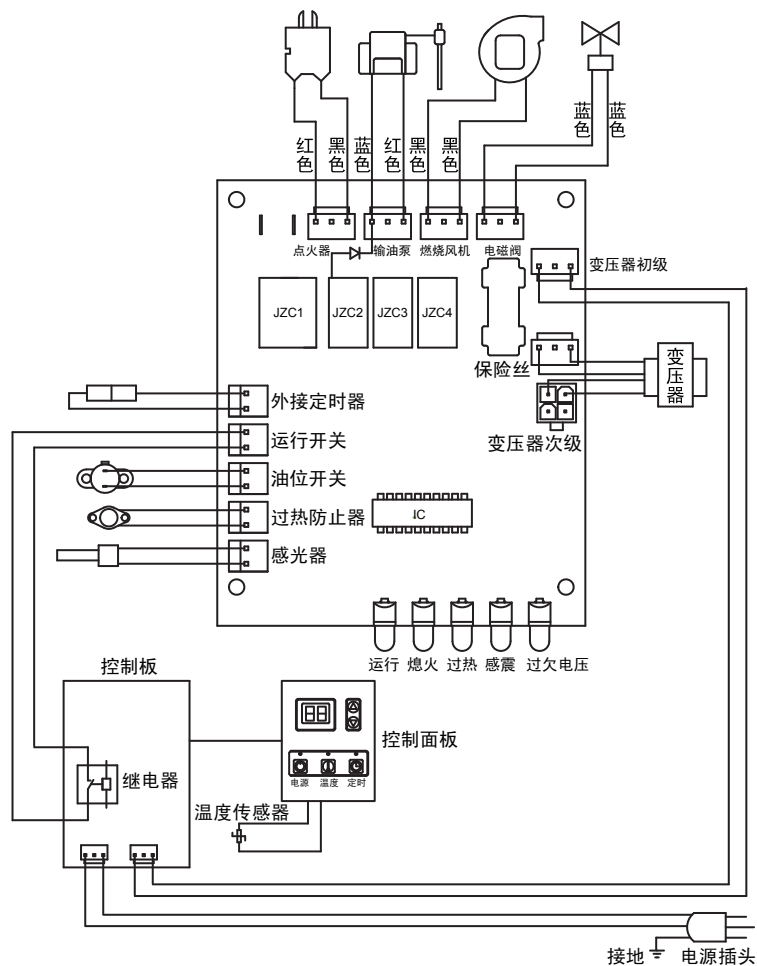 红色
黑色
蓝色
红色
黑色
黑色
蓝色
蓝色
点火器
输油泵
燃烧风机
电磁阀
变压器初级
JZC1
JZC2
JZC3
JZC4
保险丝
变压器
变压器次级
外接定时器
运行开关
油位开关
过热防止器
感光器
IC
运行
熄火
过热
感震
过欠电压
控制板
控制面板
继电器
电源
温度
定时
温度传感器
接地
电源插头